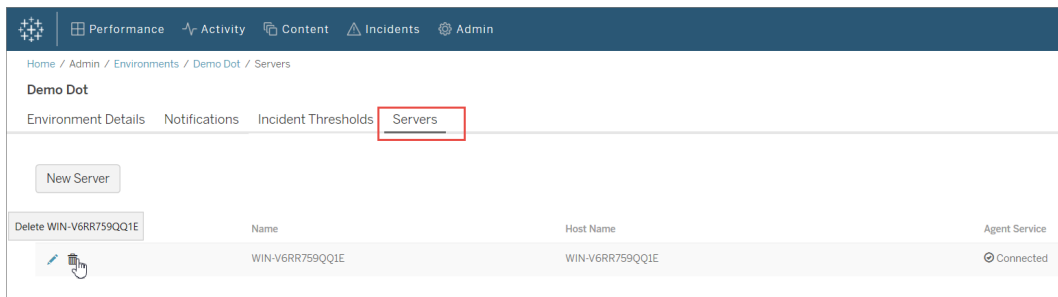 Performance Activity Content Incidents Admin
Home / Admin / Environments / Demo Dot / Servers
Demo Dot
Environment Details Notifications Incident Thresholds Servers
New Server
Delete WIN-V6RR759QQ1E Name Host Name Agent Service
WIN-V6RR759QQ1E WIN-V6RR759QQ1E Connected